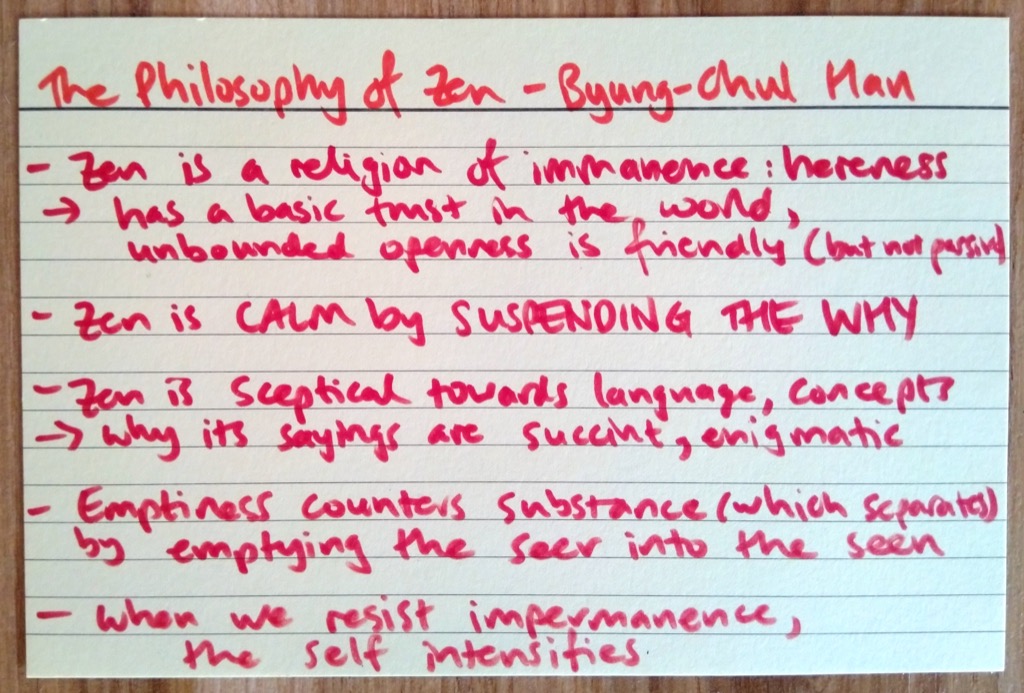 The Philosophy of Zen - Byung-Chul Han
- Zen is a religion of immanence: hereness
→ has a basic trust in the world,
unbounded openness is friendly (but not passive)
- Zen is CALM by SUSPENDING THE WHY
- Zen is sceptical towards language, concepts
→ why its sayings are succint, enigmatic
- Emptiness counters substance (which separates)
by emptying the seer into the seen
- when we resist impermanence,
the self intensifies